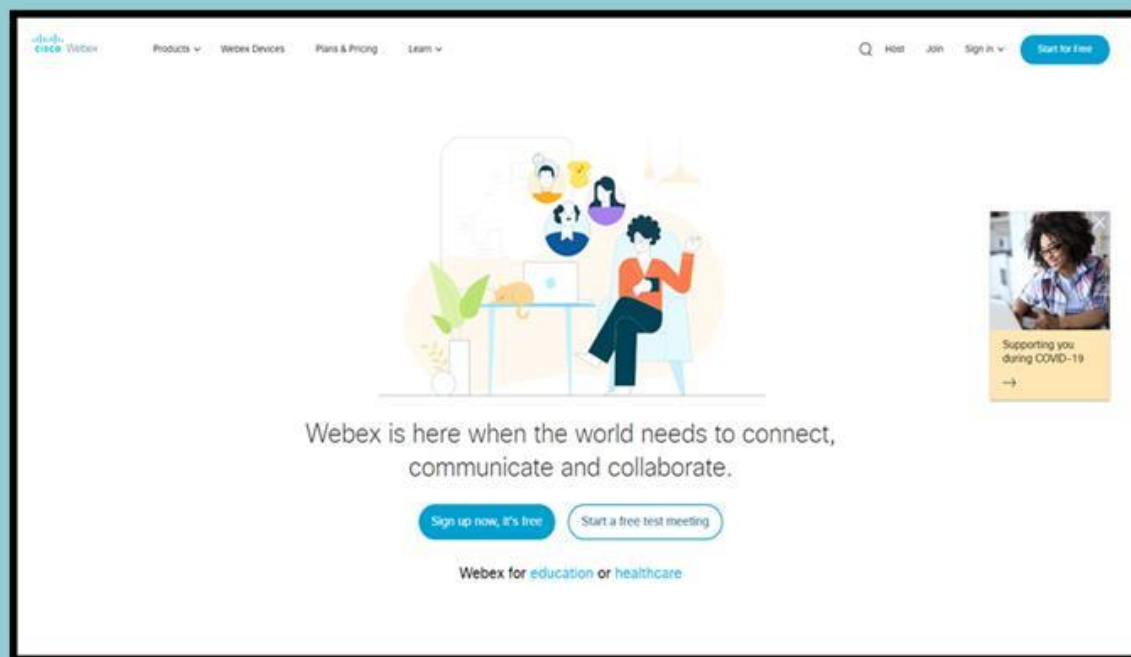 CISCO Webex
Products
Webex Devices
Plans & Pricing
Learn
Host
Join
Sign in
Start for Free
Supporting you
during COVID-19
Webex is here when the world needs to connect,
communicate and collaborate.
Sign up now, it's free
Start a free test meeting
Webex for education or healthcare